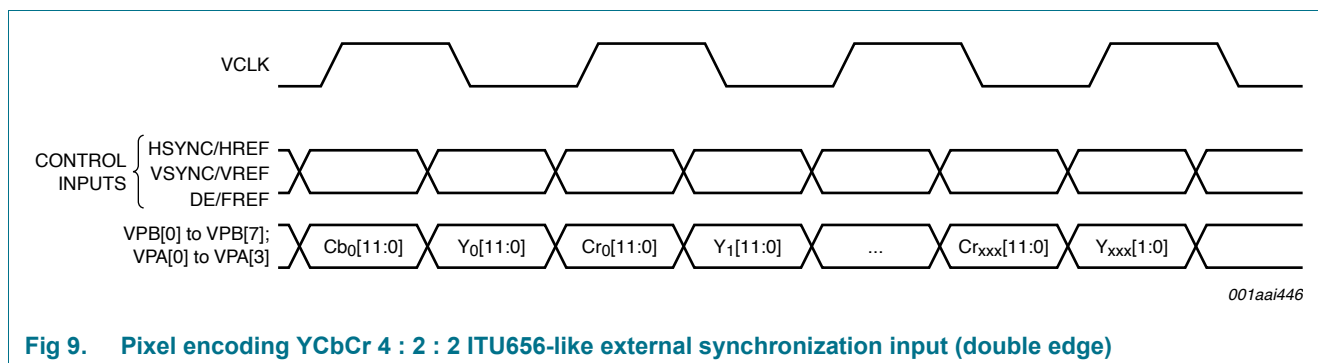 VCLK
CONTROL INPUTS
HSYNC/HREF
VSYNC/VREF
DE/FREF
VPB[0] to VPB[7];
VPA[0] to VPA[3]
Cb0[11:0] Y0[11:0] Cr0[11:0] Y1[11:0] ... Crxxx[11:0] Yxxx[1:0]
001aai446
Fig 9. Pixel encoding YCbCr 4 : 2 : 2 ITU656-like external synchronization input (double edge)